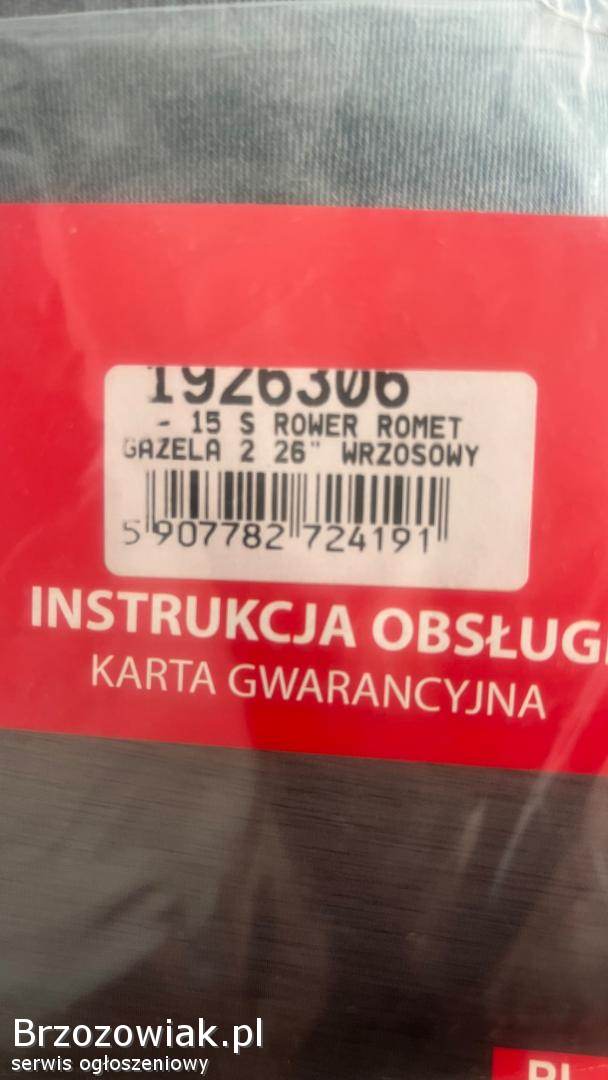 1926306
- 15 S ROWER ROMET
GAZELA 2 26" WRZOSOWY
5 907782 724191
INSTRUKCJA OBSŁUGI
KARTA GWARANCYJNA
PL
Brzozowiak.pl
serwis ogłoszeniowy